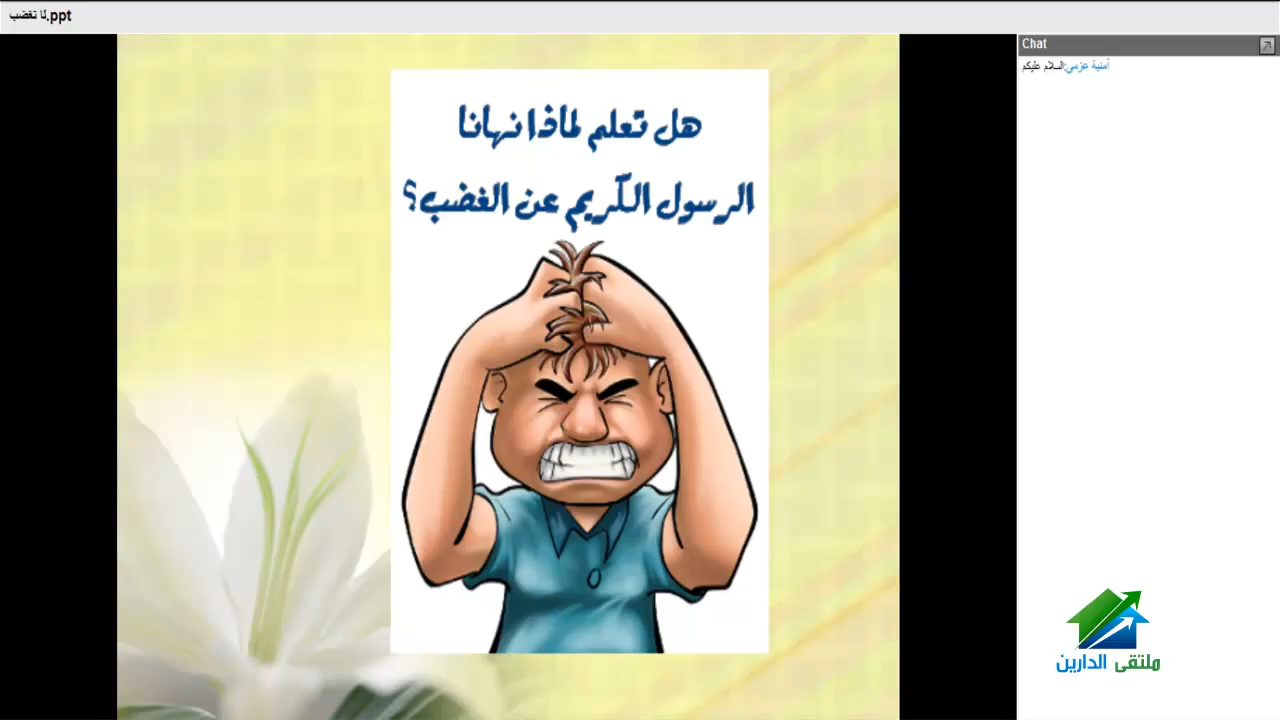 لا تغضب.ppt
Chat
أمنية عزمي:السلام عليكم
هل تعلم لماذا نهانا
الرسول الكريم عن الغضب؟
ملتقى الدارين